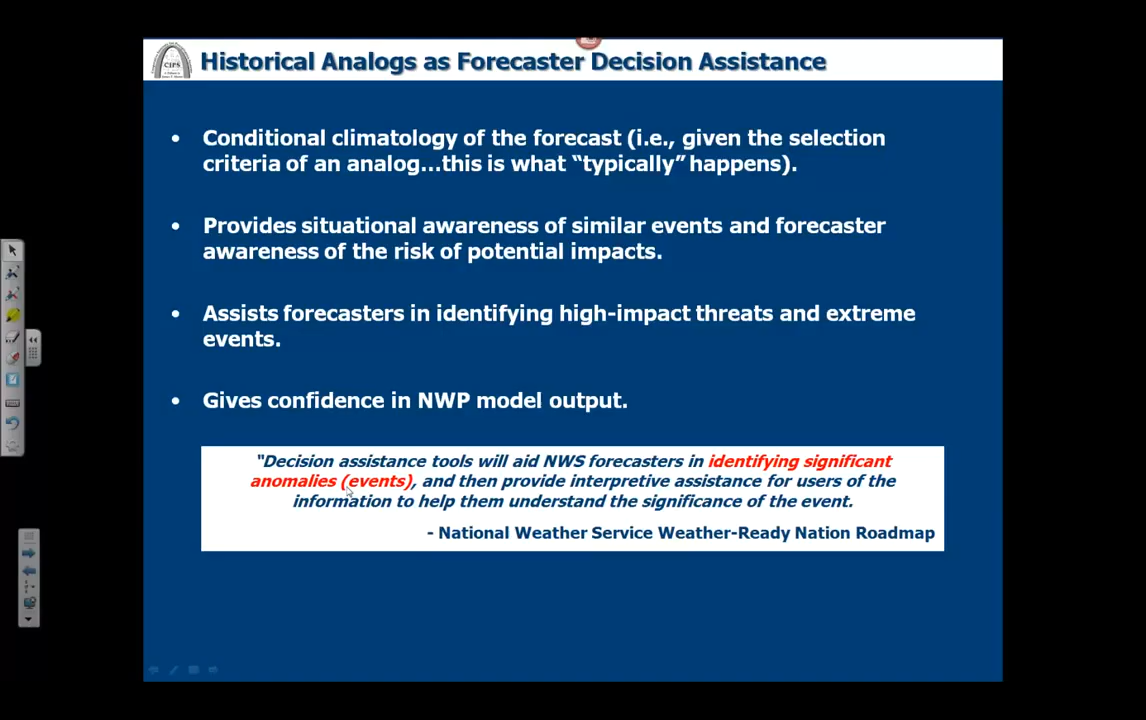 CIPS
Historical Analogs as Forecaster Decision Assistance
• Conditional climatology of the forecast (i.e., given the selection
criteria of an analog...this is what “typically” happens).
• Provides situational awareness of similar events and forecaster
awareness of the risk of potential impacts.
• Assists forecasters in identifying high-impact threats and extreme
events.
• Gives confidence in NWP model output.
“Decision assistance tools will aid NWS forecasters in identifying significant
anomalies (events), and then provide interpretive assistance for users of the
information to help them understand the significance of the event.
- National Weather Service Weather-Ready Nation Roadmap